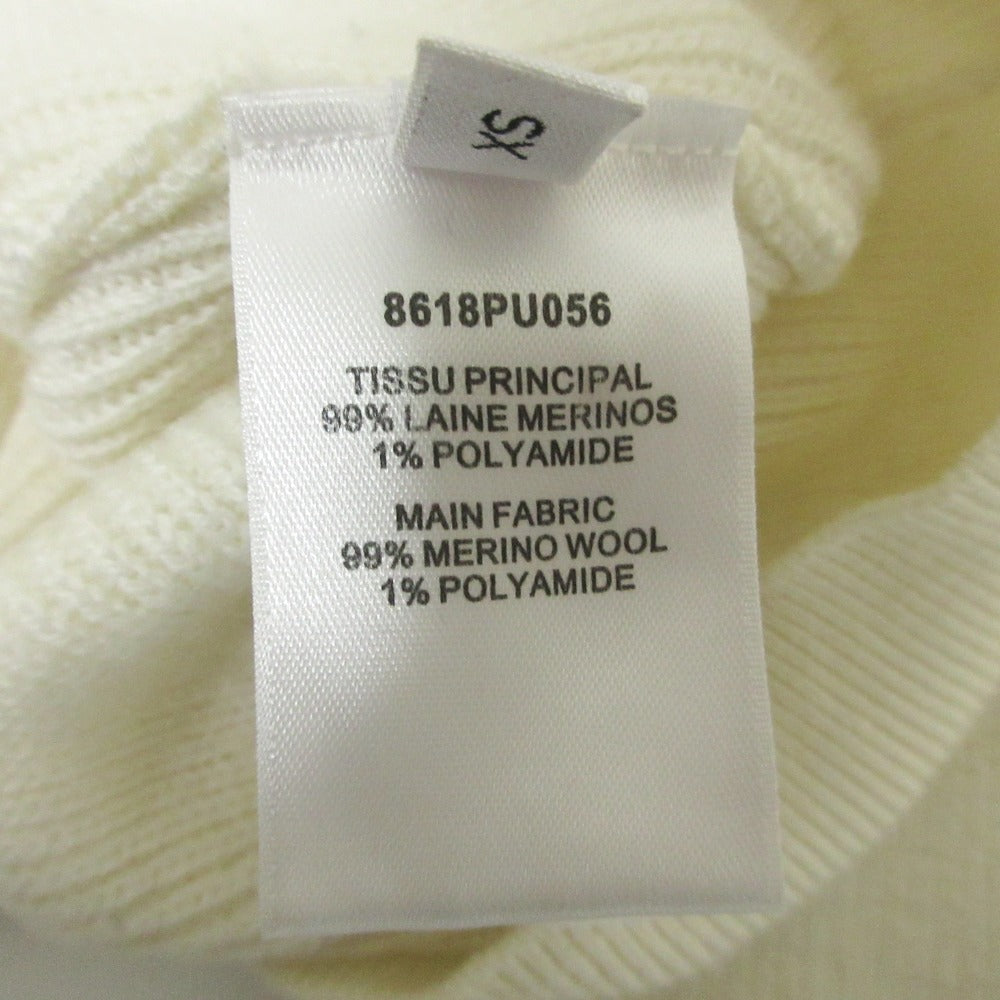 XS
8618PU056
TISSU PRINCIPAL
99% LAINE MERINOS
1% POLYAMIDE
MAIN FABRIC
99% MERINO WOOL
1% POLYAMIDE